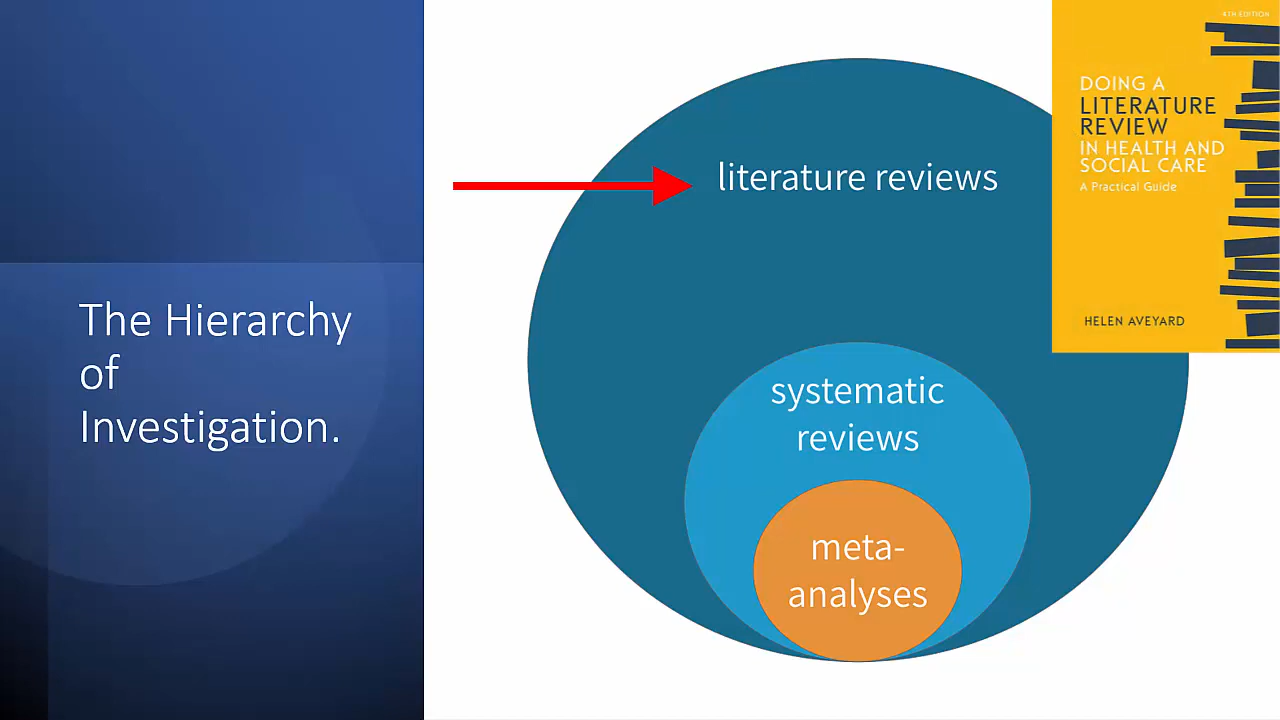 The Hierarchy
of
Investigation.
literature reviews
systematic
reviews
meta-
analyses
4TH EDITION
DOING A
LITERATURE
REVIEW
IN HEALTH AND
SOCIAL CARE
A Practical Guide
HELEN AVEYARD